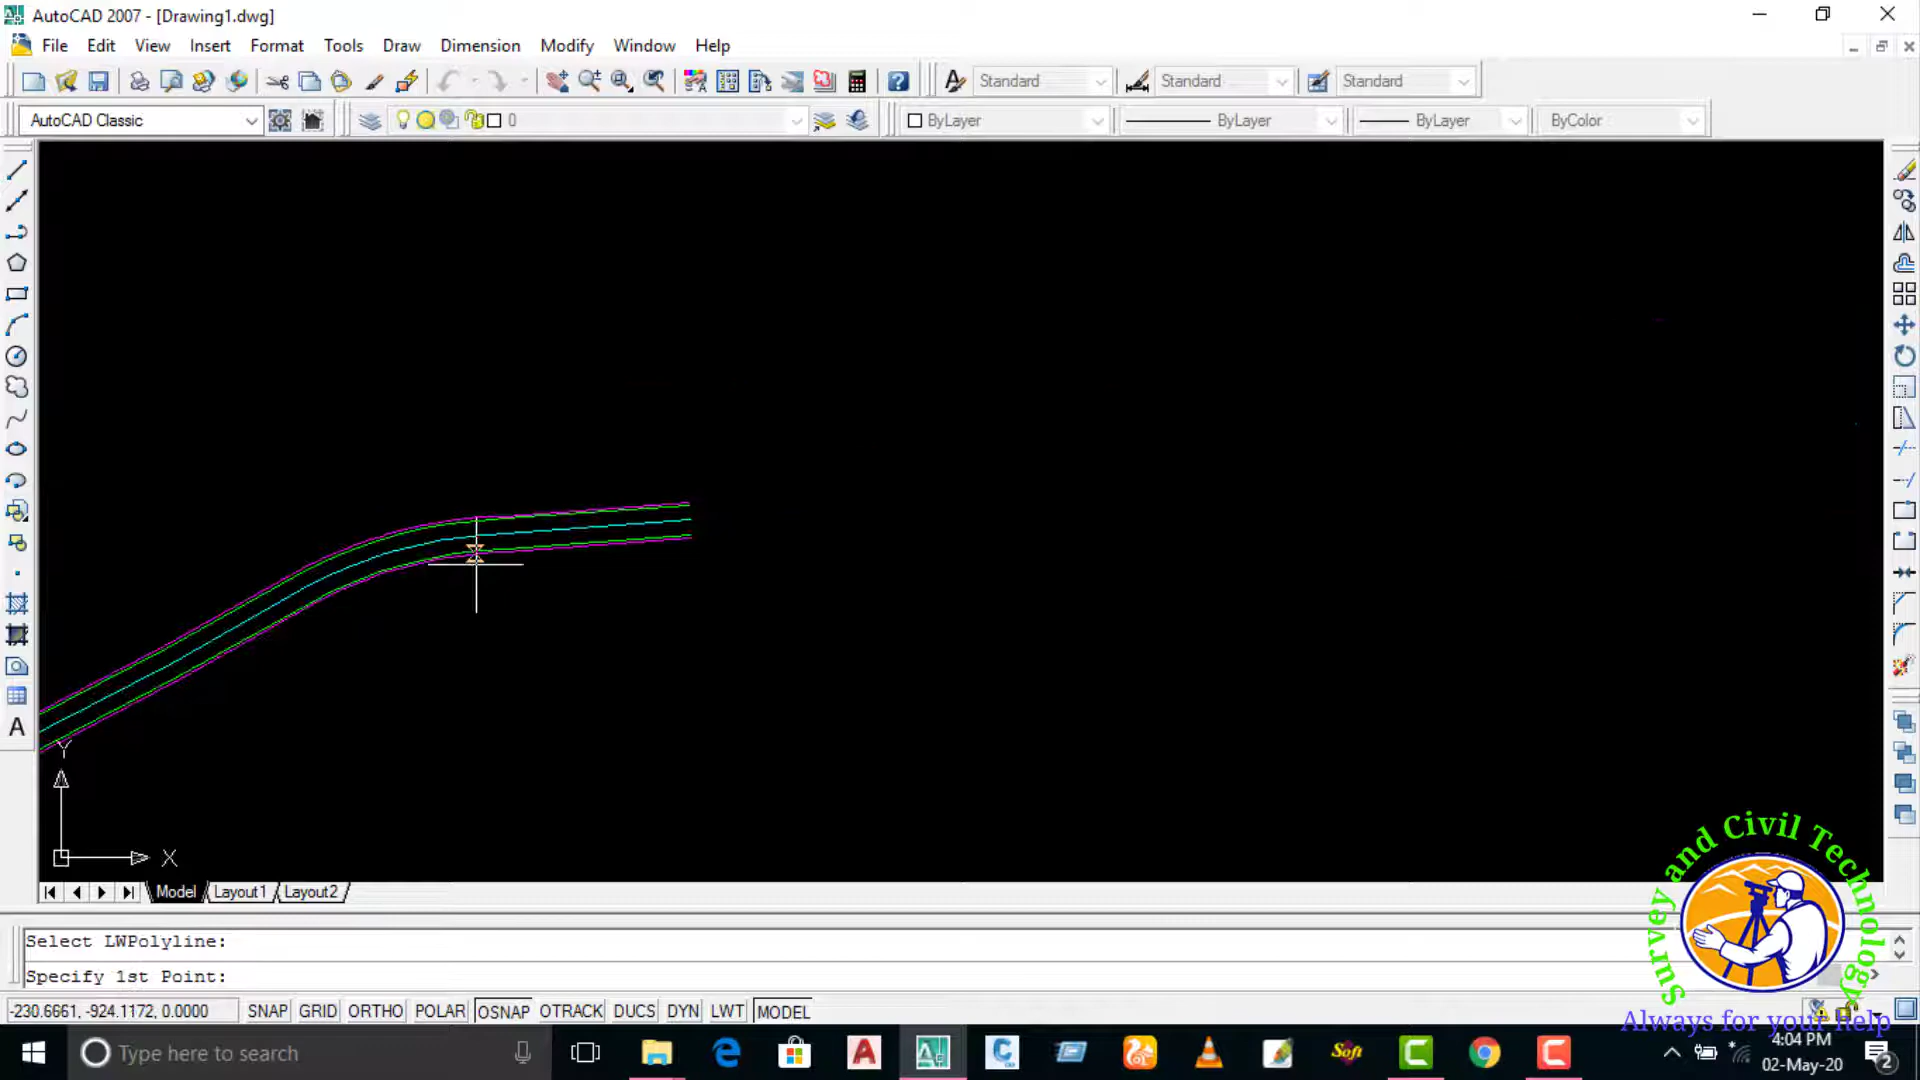 AutoCAD 2007 - [Drawing1.dwg]
File Edit View Insert Format Tools Draw Dimension Modify Window Help
Standard Standard Standard
AutoCAD Classic 0 ByLayer ByLayer ByLayer ByColor
Y
X
Model Layout1 Layout2
Select LWPolyline:
Specify 1st Point:
-230.6661, -924.1172, 0.0000 SNAP GRID ORTHO POLAR OSNAP OTRACK DUCS DYN LWT MODEL
Survey and Civil Technology
Always for your help
Type here to search
Soft
4:04 PM
02-May-20
2